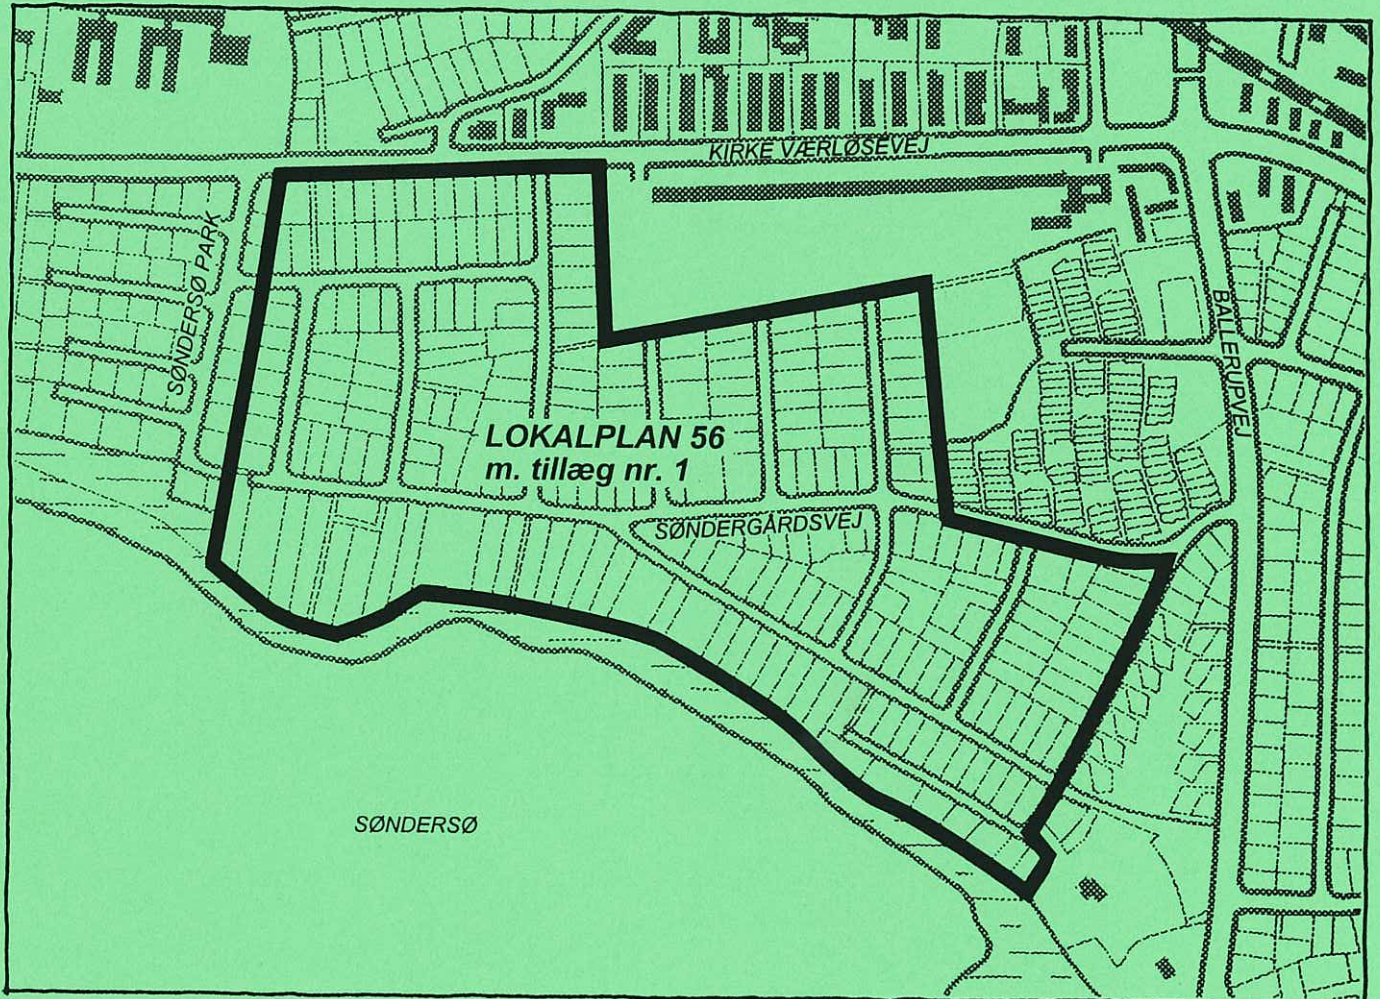 KIRKE VÆRLØSEVEJ
SØNDERSØ PARK
BALLERUPVEJ
LOKALPLAN 56
m. tillæg nr. 1
SØNDERGÅRDSVEJ
SØNDERSØ